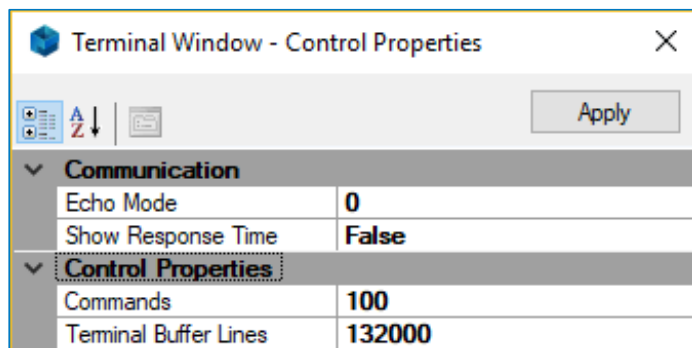 Terminal Window - Control Properties
A Z Apply
Communication
Echo Mode 0
Show Response Time False
Control Properties
Commands 100
Terminal Buffer Lines 132000